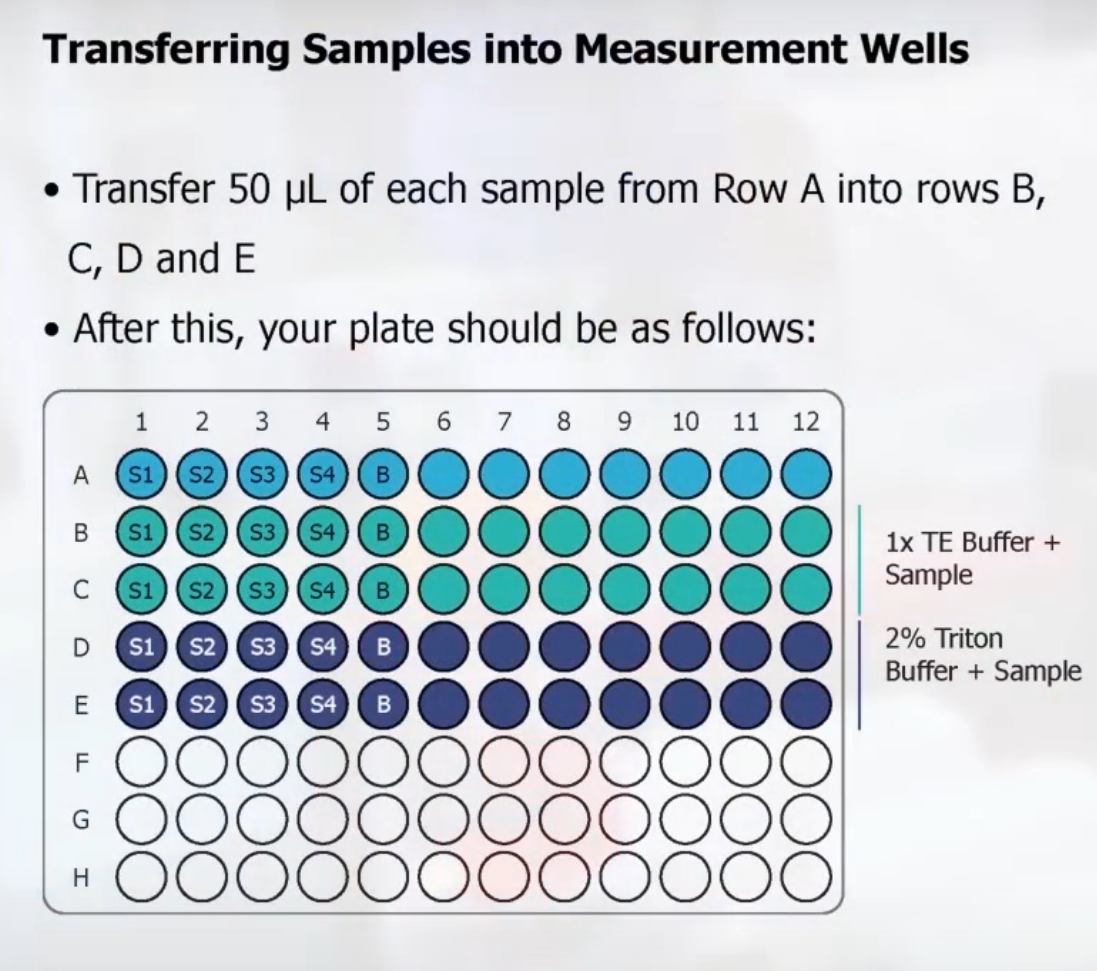 Transferring Samples into Measurement Wells
• Transfer 50 µL of each sample from Row A into rows B,
C, D and E
• After this, your plate should be as follows:
1 2 3 4 5 6 7 8 9 10 11 12
A S1 S2 S3 S4 B
B S1 S2 S3 S4 B
C S1 S2 S3 S4 B
D S1 S2 S3 S4 B
E S1 S2 S3 S4 B
F
G
H
1x TE Buffer +
Sample
2% Triton
Buffer + Sample